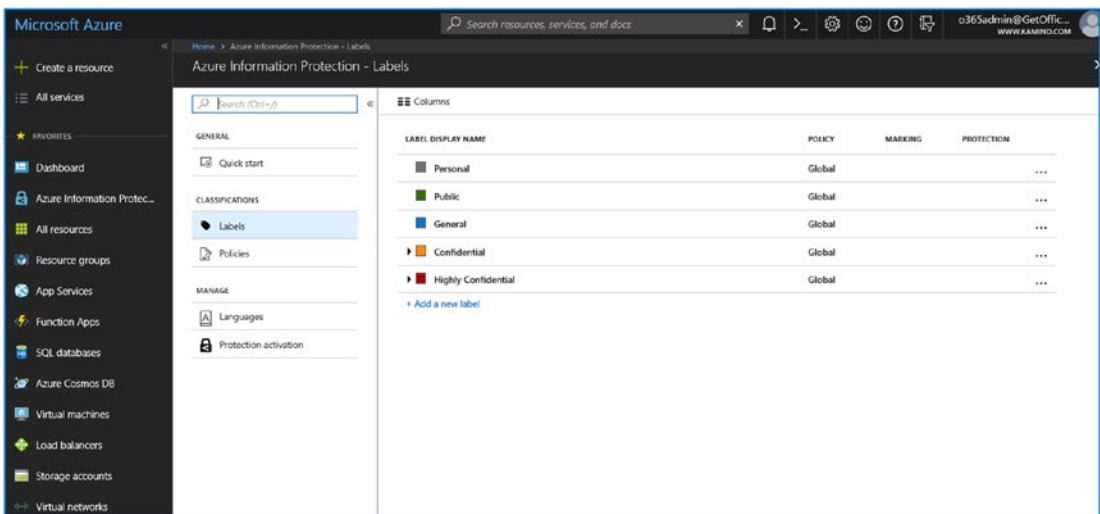 Microsoft Azure
Search resources, services, and docs
o365admin@GetOffic...
WWW.KAMIND.COM
Create a resource
All services
FAVORITES
Dashboard
Azure Information Protec...
All resources
Resource groups
App Services
Function Apps
SQL databases
Azure Cosmos DB
Virtual machines
Load balancers
Storage accounts
Virtual networks
Home > Azure Information Protection - Labels
Azure Information Protection - Labels
Search (Ctrl+/)
GENERAL
Quick start
CLASSIFICATIONS
Labels
Policies
MANAGE
Languages
Protection activation
Columns
LABEL DISPLAY NAME POLICY MARKING PROTECTION
Personal Global ...
Public Global ...
General Global ...
Confidential Global ...
Highly Confidential Global ...
+ Add a new label